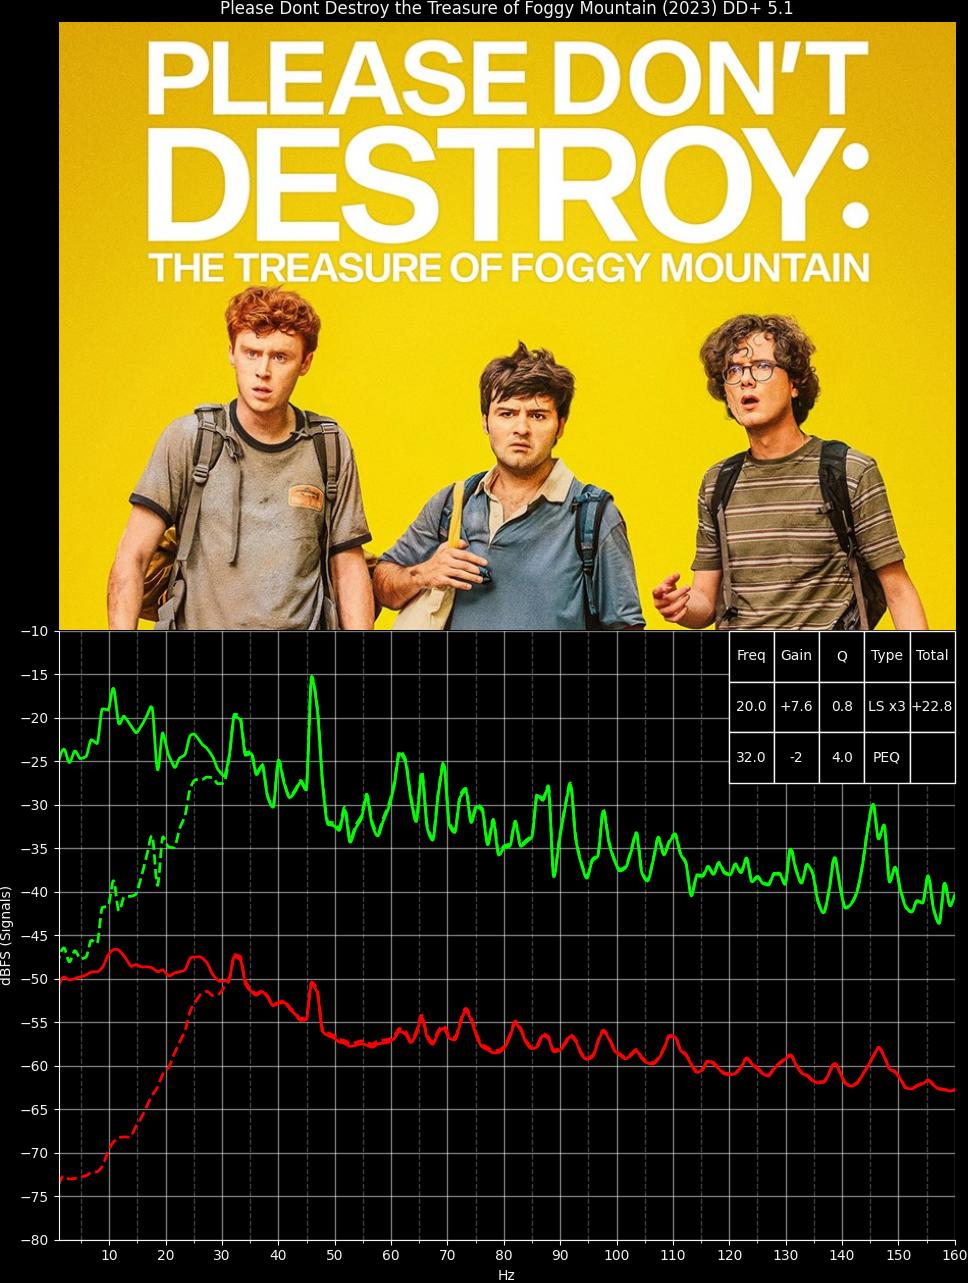 Please Dont Destroy the Treasure of Foggy Mountain (2023) DD+ 5.1
PLEASE DON'T
DESTROY:
THE TREASURE OF FOGGY MOUNTAIN
Freq Gain Q Type Total
20.0 +7.6 0.8 LS x3 +22.8
32.0 -2 4.0 PEQ
−10
−15
−20
−25
−30
−35
−40
−45
−50
−55
−60
−65
−70
−75
−80
dBFS (Signals)
10 20 30 40 50 60 70 80 90 100 110 120 130 140 150 160
Hz